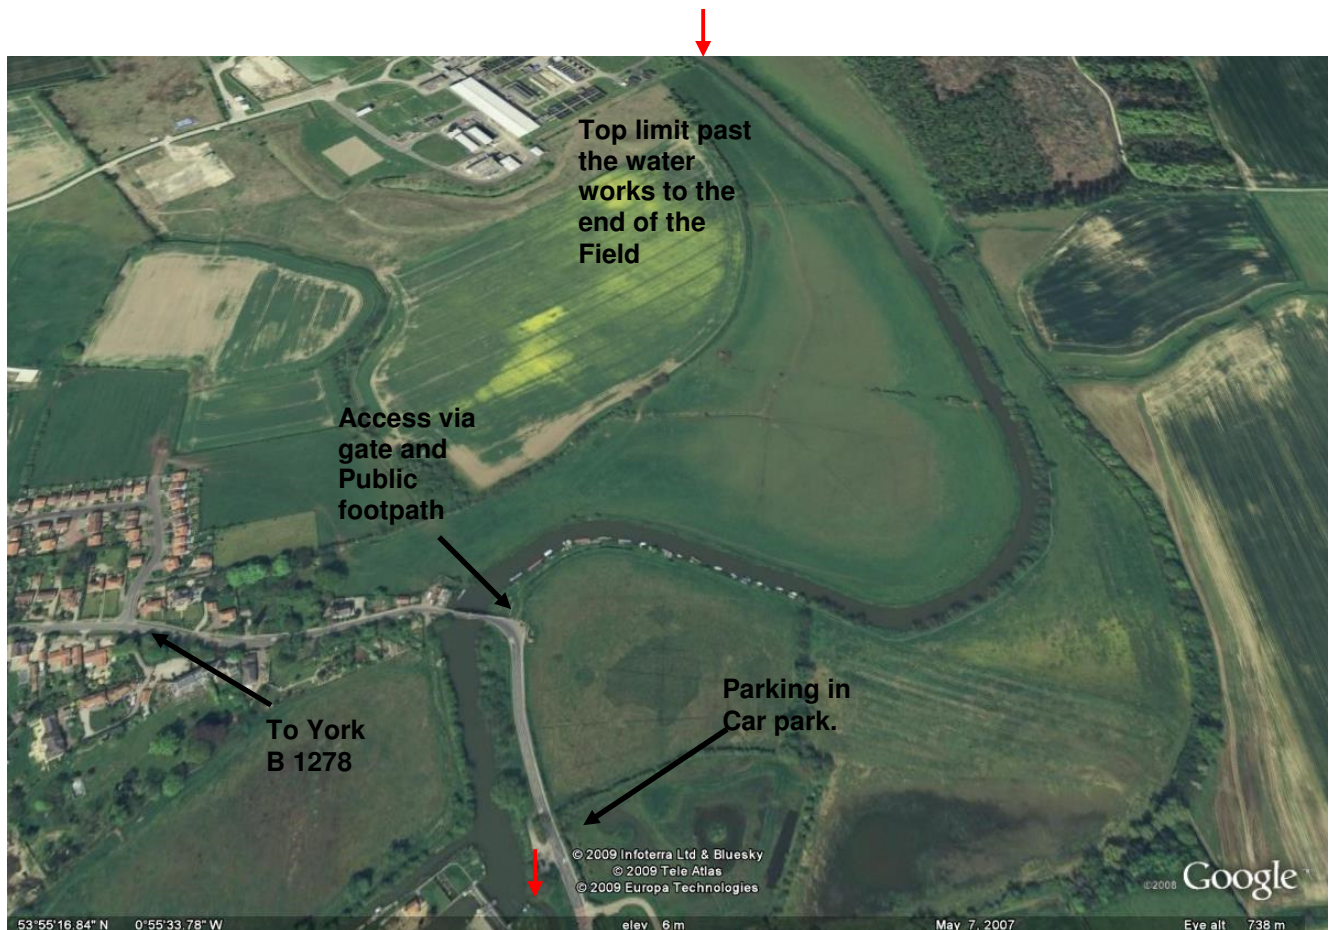 Top limit past
the water
works to the
end of the
Field
Access via
gate and
Public
footpath
Parking in
Car park.
To York
B 1278
© 2009 Infoterra Ltd & Bluesky
© 2009 Tele Atlas
© 2009 Europa Technologies
©2008 Google™
53°55'16.84" N 0°55'33.78" W elev 6 m May 7, 2007 Eye alt 738 m